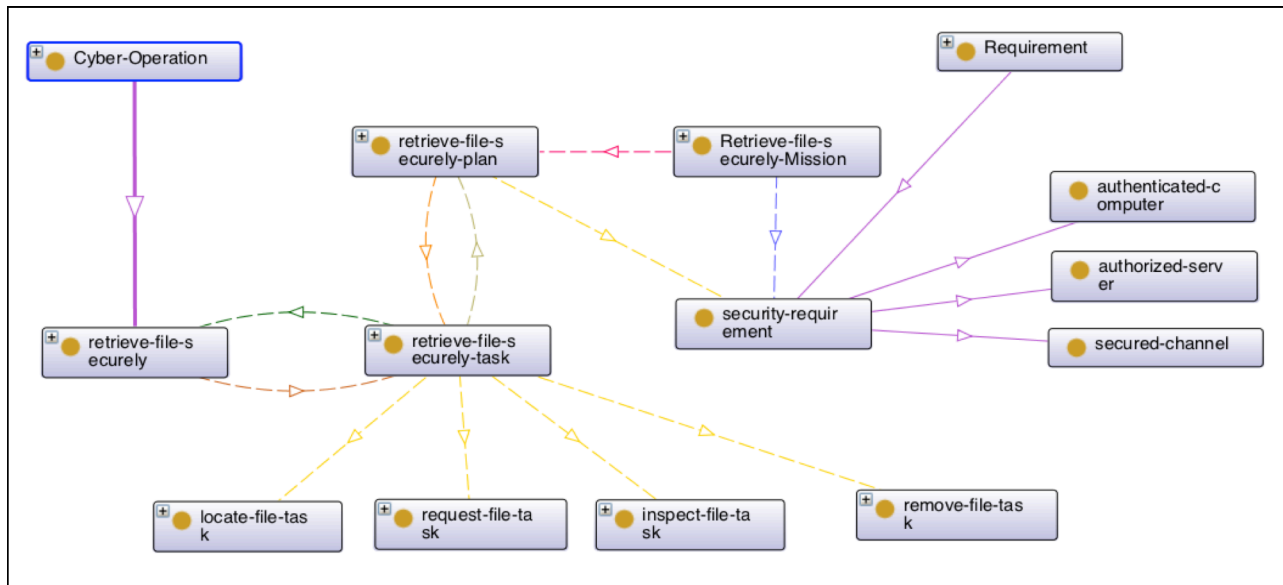 Cyber-Operation
Requirement
retrieve-file-s
ecurely-plan
Retrieve-file-s
ecurely-Mission
authenticated-c
omputer
authorized-serv
er
security-requir
ement
secured-channel
retrieve-file-s
ecurely
retrieve-file-s
ecurely-task
locate-file-tas
k
request-file-ta
sk
inspect-file-ta
sk
remove-file-tas
k